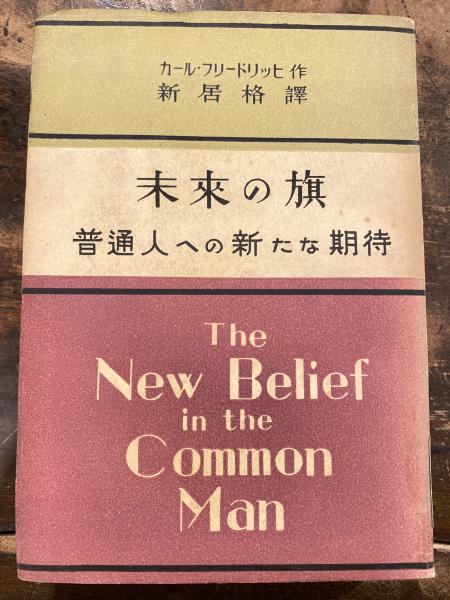 カール・フリードリッヒ 作
新居格譯
未來の旗
普通人への新たな期待
The
New Belief
in the
Common
Man